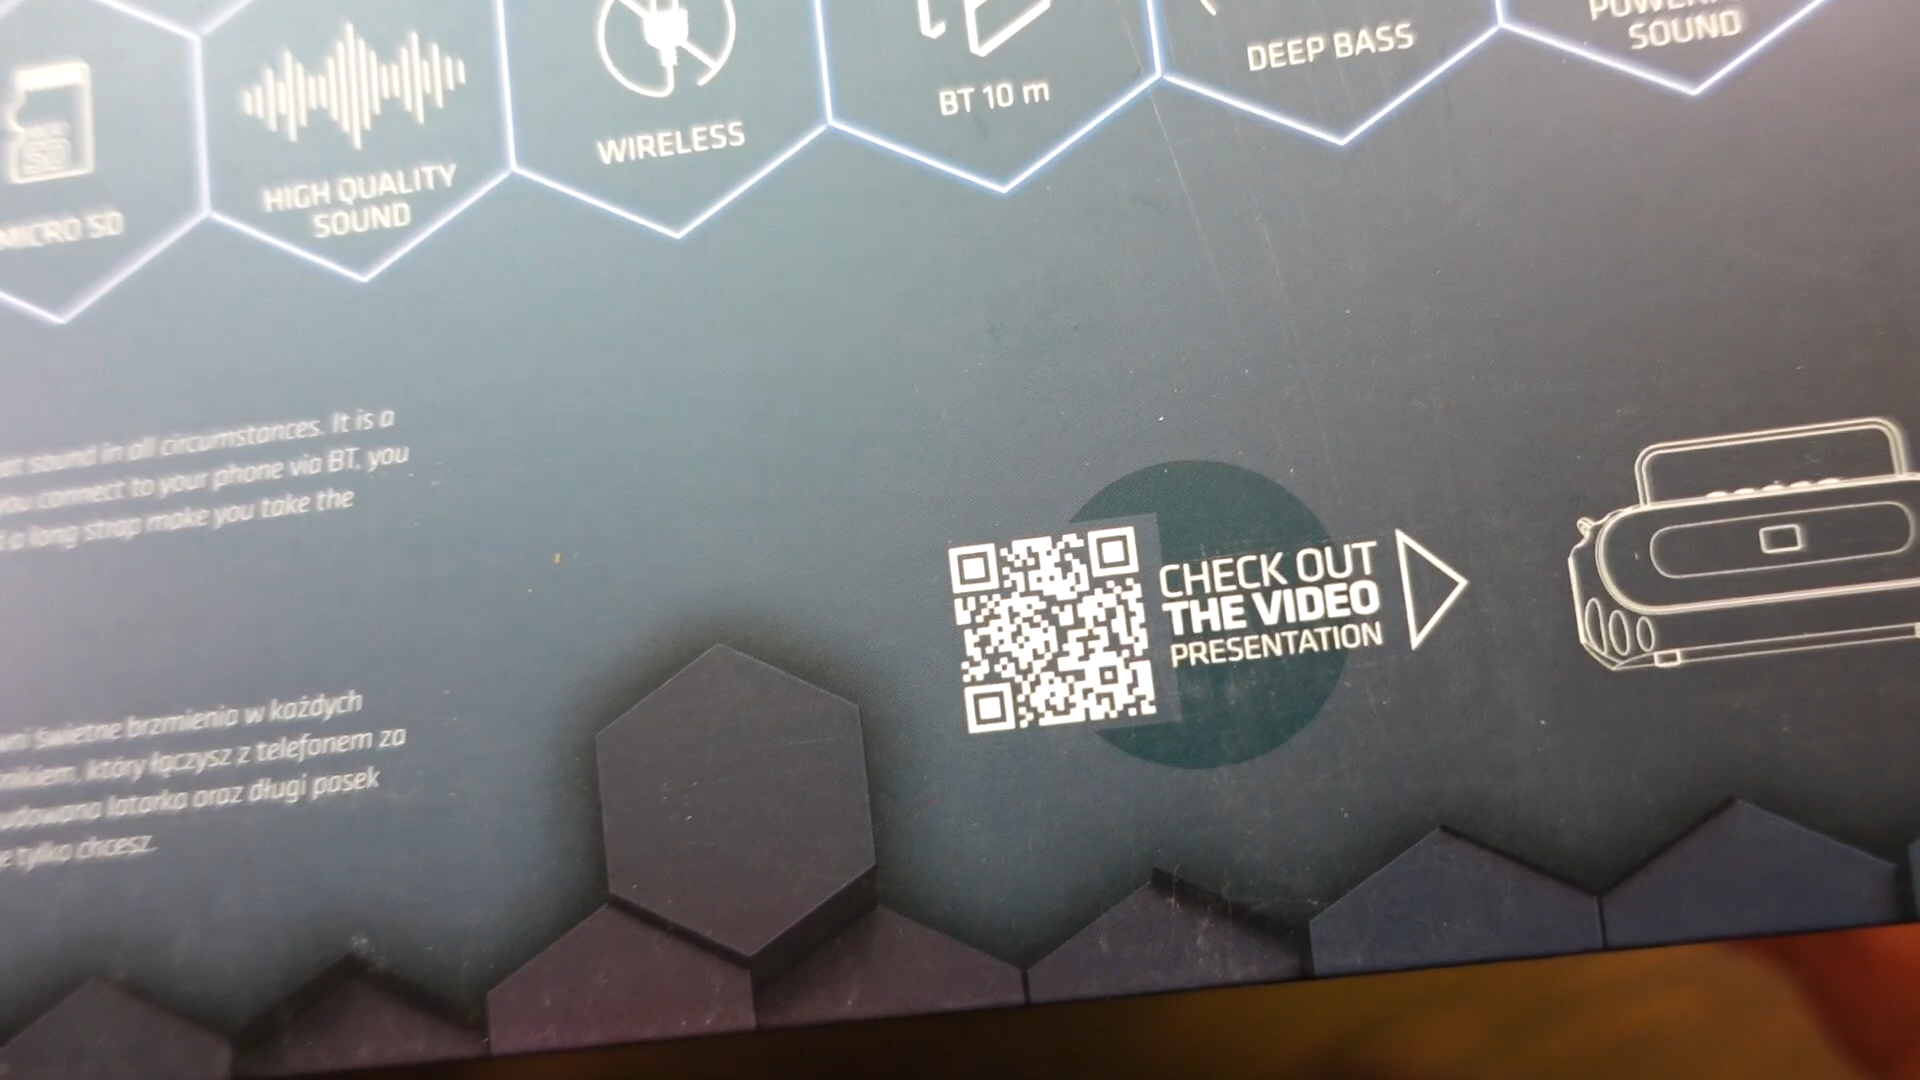 MICRO SD
HIGH QUALITY
SOUND
WIRELESS
BT 10 m
DEEP BASS
SOUND
sound in all circumstances. It is a
you connect to your phone via BT, you
a long strap make you take the
CHECK OUT
THE VIDEO
PRESENTATION
świetne brzmienia w każdych
który łączysz z telefonem za
latarka oraz długi pasek
tylko chcesz.